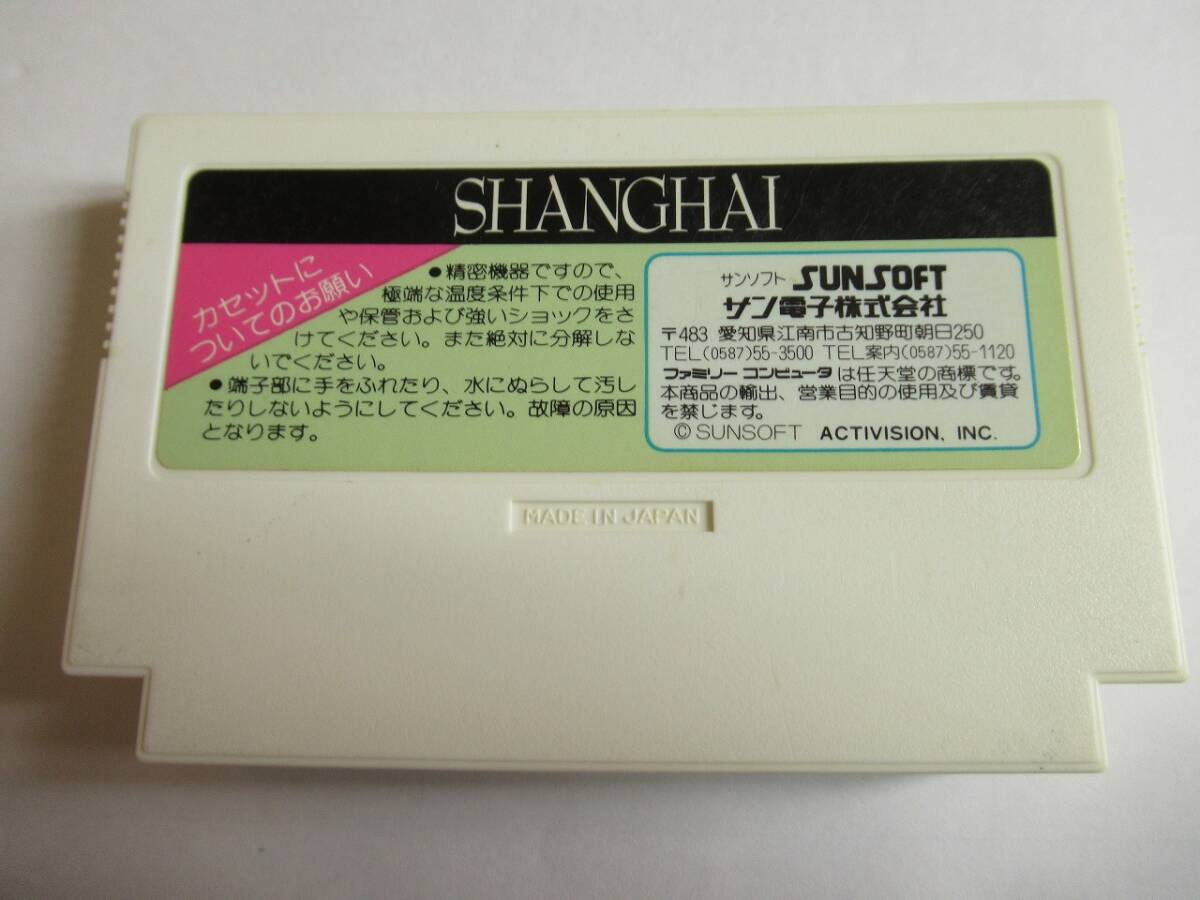 SHANGHAI
カセットに
ついてのお願い
●精密機器ですので、
極端な温度条件下での使用
や保管および強いショックをさ
けてください。また絶対に分解しな
いでください。
●端子部に手をふれたり、水にぬらして汚し
たりしないようにしてください。故障の原因
となります。
サンソフト SUNSOFT
サン電子株式会社
〒483 愛知県江南市古知野町朝日250
TEL(0587)55-3500 TEL案内(0587)55-1120
ファミリーコンピュータは任天堂の商標です。
本商品の輸出、営業目的の使用及び賃貸
を禁じます。
©SUNSOFT ACTIVISION, INC.
MADE IN JAPAN